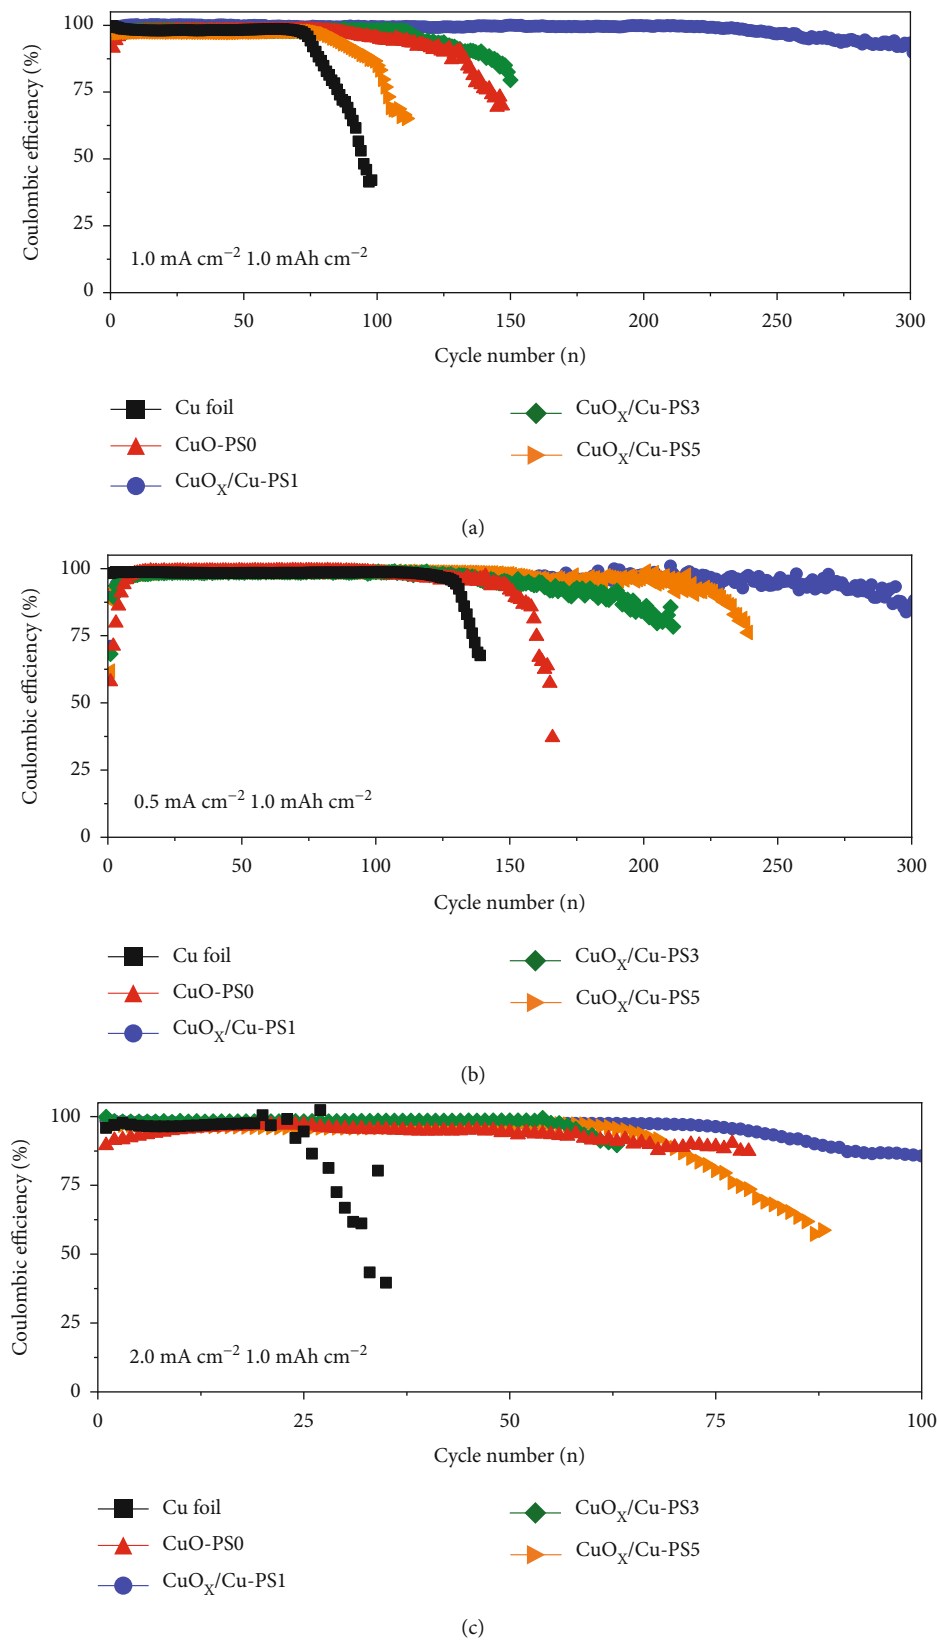 100
75
50
25
0
Coulombic efficiency (%)
1.0 mA cm⁻² 1.0 mAh cm⁻²
0 50 100 150 200 250 300
Cycle number (n)
Cu foil
CuO-PS0
CuOX/Cu-PS1
CuOX/Cu-PS3
CuOX/Cu-PS5
(a)
100
75
50
25
0
Coulombic efficiency (%)
0.5 mA cm⁻² 1.0 mAh cm⁻²
0 50 100 150 200 250 300
Cycle number (n)
Cu foil
CuO-PS0
CuOX/Cu-PS1
CuOX/Cu-PS3
CuOX/Cu-PS5
(b)
100
75
50
25
0
Coulombic efficiency (%)
2.0 mA cm⁻² 1.0 mAh cm⁻²
0 25 50 75 100
Cycle number (n)
Cu foil
CuO-PS0
CuOX/Cu-PS1
CuOX/Cu-PS3
CuOX/Cu-PS5
(c)